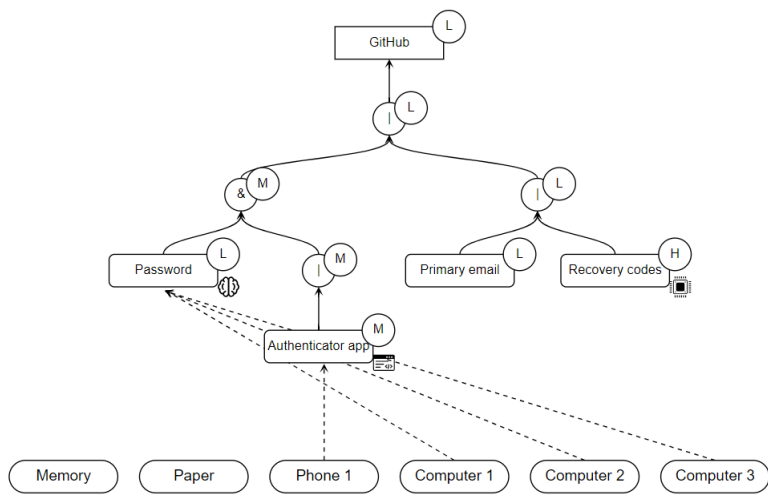 L
GitHub
L
|
M
&
L
|
L
Password
M
|
L
Primary email
H
Recovery codes
M
Authenticator app
Memory
Paper
Phone 1
Computer 1
Computer 2
Computer 3